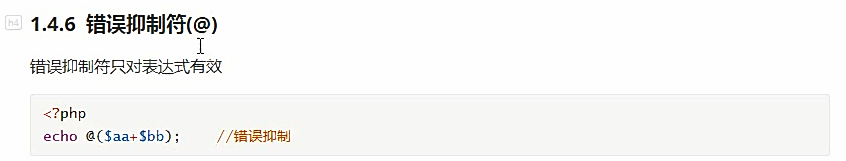 h4
1.4.6 错误抑制符(@)
错误抑制符只对表达式有效
<?php
echo @($aa+$bb);    //错误抑制